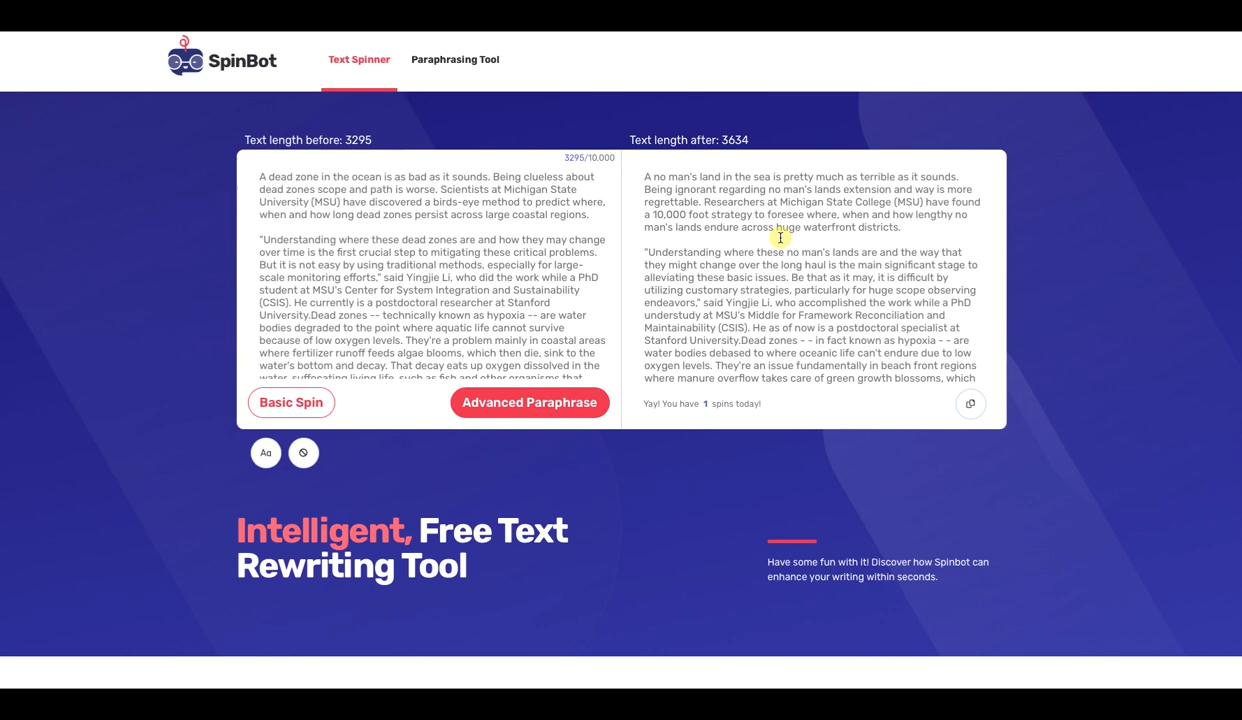 SpinBot
Text Spinner
Paraphrasing Tool
Text length before: 3295
Text length after: 3634
3295/10,000
A dead zone in the ocean is as bad as it sounds. Being clueless about
dead zones scope and path is worse. Scientists at Michigan State
University (MSU) have discovered a birds-eye method to predict where,
when and how long dead zones persist across large coastal regions.
"Understanding where these dead zones are and how they may change
over time is the first crucial step to mitigating these critical problems.
But it is not easy by using traditional methods, especially for large-
scale monitoring efforts," said Yingjie Li, who did the work while a PhD
student at MSU's Center for System Integration and Sustainability
(CSIS). He currently is a postdoctoral researcher at Stanford
University.Dead zones -- technically known as hypoxia -- are water
bodies degraded to the point where aquatic life cannot survive
because of low oxygen levels. They're a problem mainly in coastal areas
where fertilizer runoff feeds algae blooms, which then die, sink to the
water's bottom and decay. That decay eats up oxygen dissolved in the
water, suffocating living life, such as fish and other organisms that
A no man's land in the sea is pretty much as terrible as it sounds.
Being ignorant regarding no man's lands extension and way is more
regrettable. Researchers at Michigan State College (MSU) have found
a 10,000 foot strategy to foresee where, when and how lengthy no
man's lands endure across huge waterfront districts.
"Understanding where these no man's lands are and the way that
they might change over the long haul is the main significant stage to
alleviating these basic issues. Be that as it may, it is difficult by
utilizing customary strategies, particularly for huge scope observing
endeavors," said Yingjie Li, who accomplished the work while a PhD
understudy at MSU's Middle for Framework Reconciliation and
Maintainability (CSIS). He as of now is a postdoctoral specialist at
Stanford University.Dead zones - - in fact known as hypoxia - - are
water bodies debased to where oceanic life can't endure due to low
oxygen levels. They're an issue fundamentally in beach front regions
where manure overflow takes care of green growth blossoms, which
Basic Spin
Advanced Paraphrase
Yay! You have 1 spins today!
Aa
Intelligent, Free Text
Rewriting Tool
Have some fun with it! Discover how Spinbot can
enhance your writing within seconds.